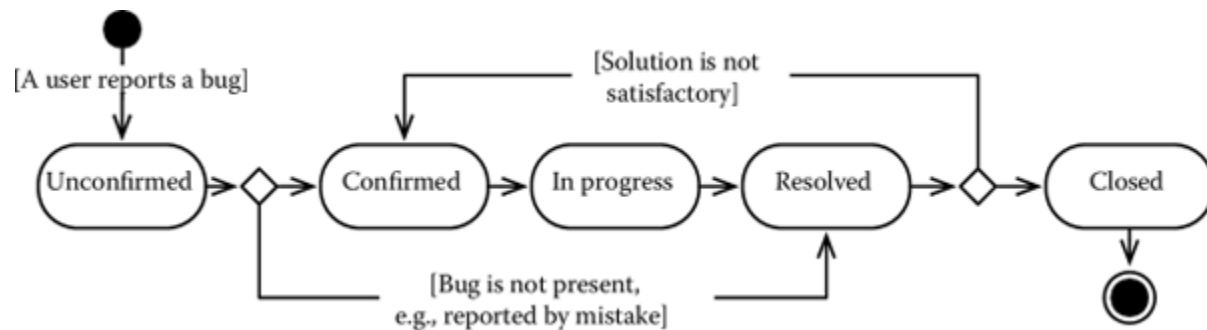 [A user reports a bug]
[Solution is not
satisfactory]
Unconfirmed
Confirmed
In progress
Resolved
Closed
[Bug is not present,
e.g., reported by mistake]